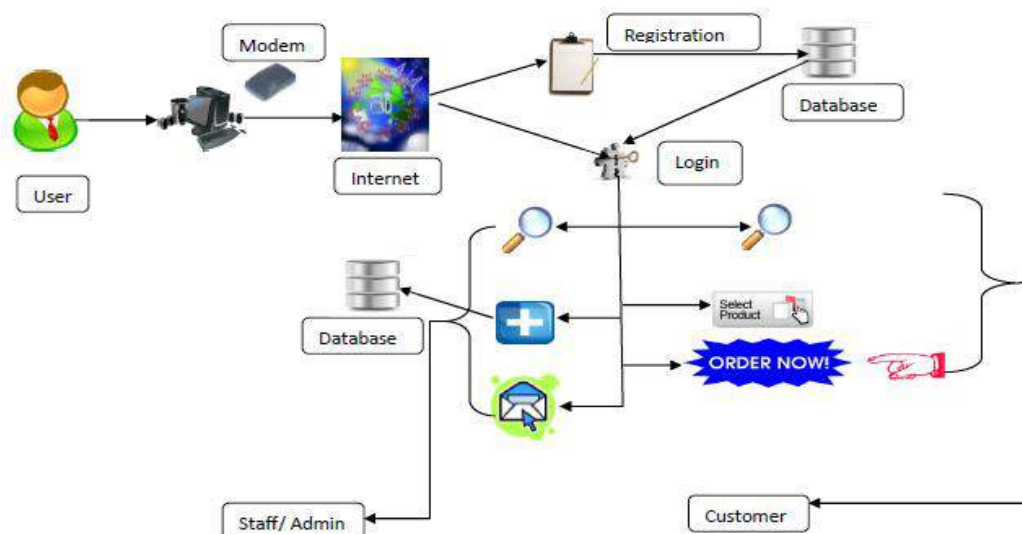 Modem
Registration
Database
Internet
Login
User
Select
Product
Database
ORDER NOW!
Staff/ Admin
Customer